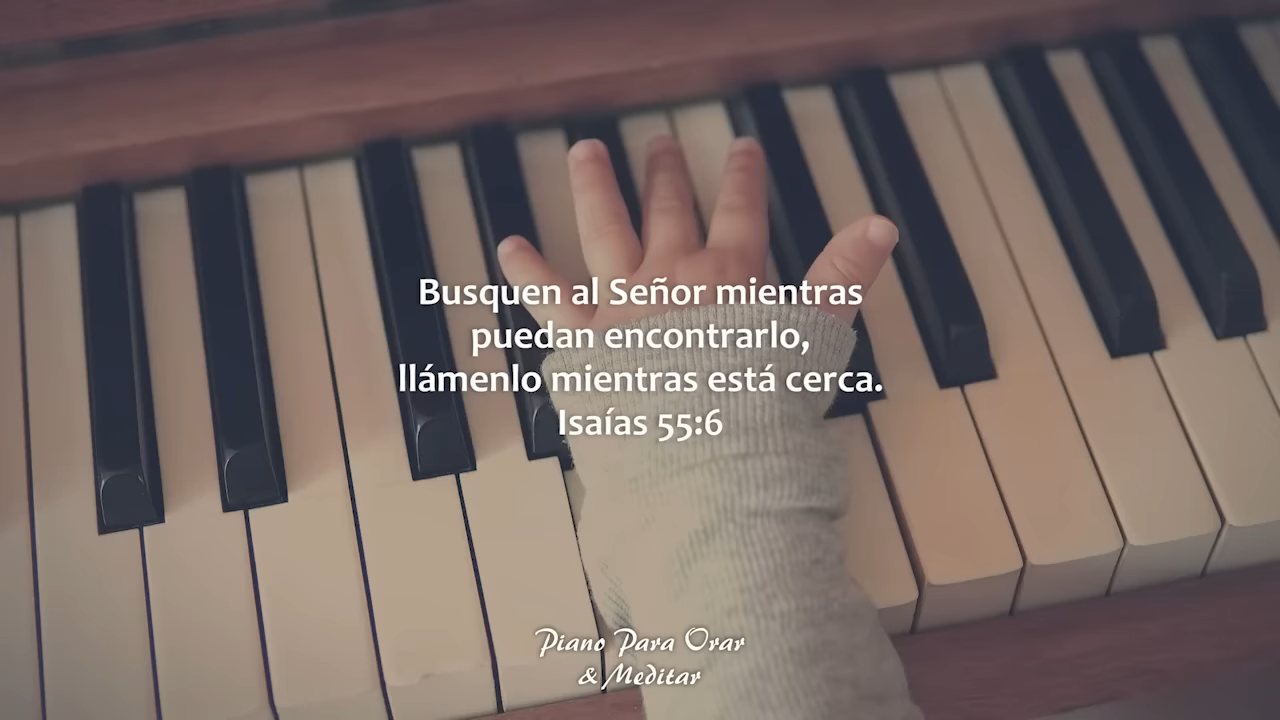 Busquen al Señor mientras
puedan encontrarlo,
llámenlo mientras está cerca.
Isaías 55:6
Piano Para Orar
& Meditar